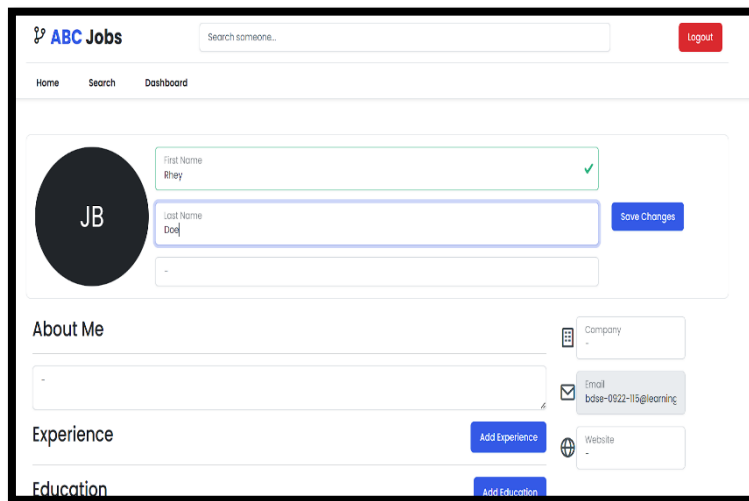 ABC Jobs
Search someone...
Logout
Home Search Dashboard
First Name
Rhey
JB
Last Name
Doe
Save Changes
-
About Me
Company
-
-
Email
bdse-0922-115@learning
Experience
Add Experience
Website
-
Education
Add Education